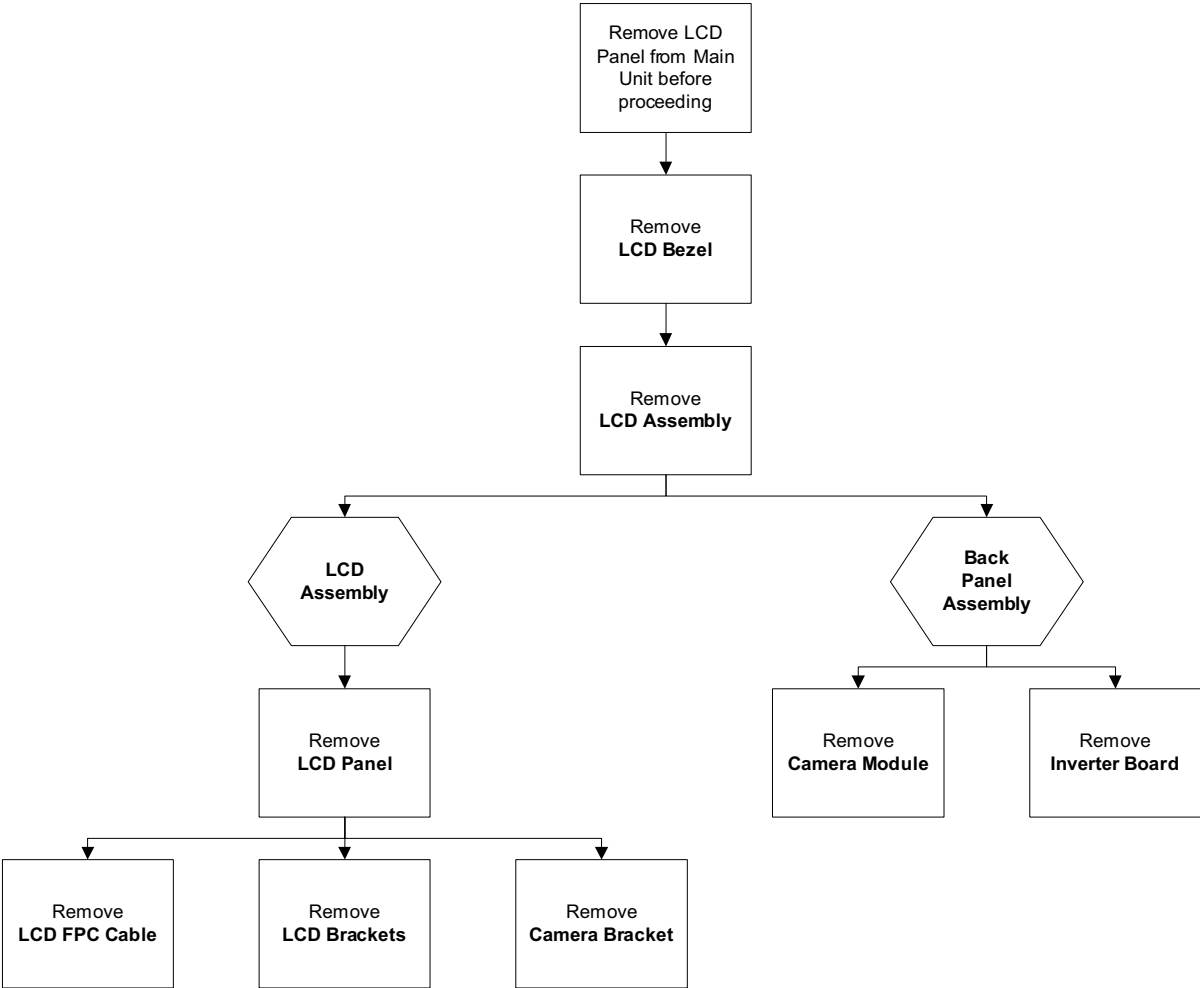 Remove LCD
Panel from Main
Unit before
proceeding
Remove
LCD Bezel
Remove
LCD Assembly
LCD
Assembly
Back
Panel
Assembly
Remove
LCD Panel
Remove
Camera Module
Remove
Inverter Board
Remove
LCD FPC Cable
Remove
LCD Brackets
Remove
Camera Bracket